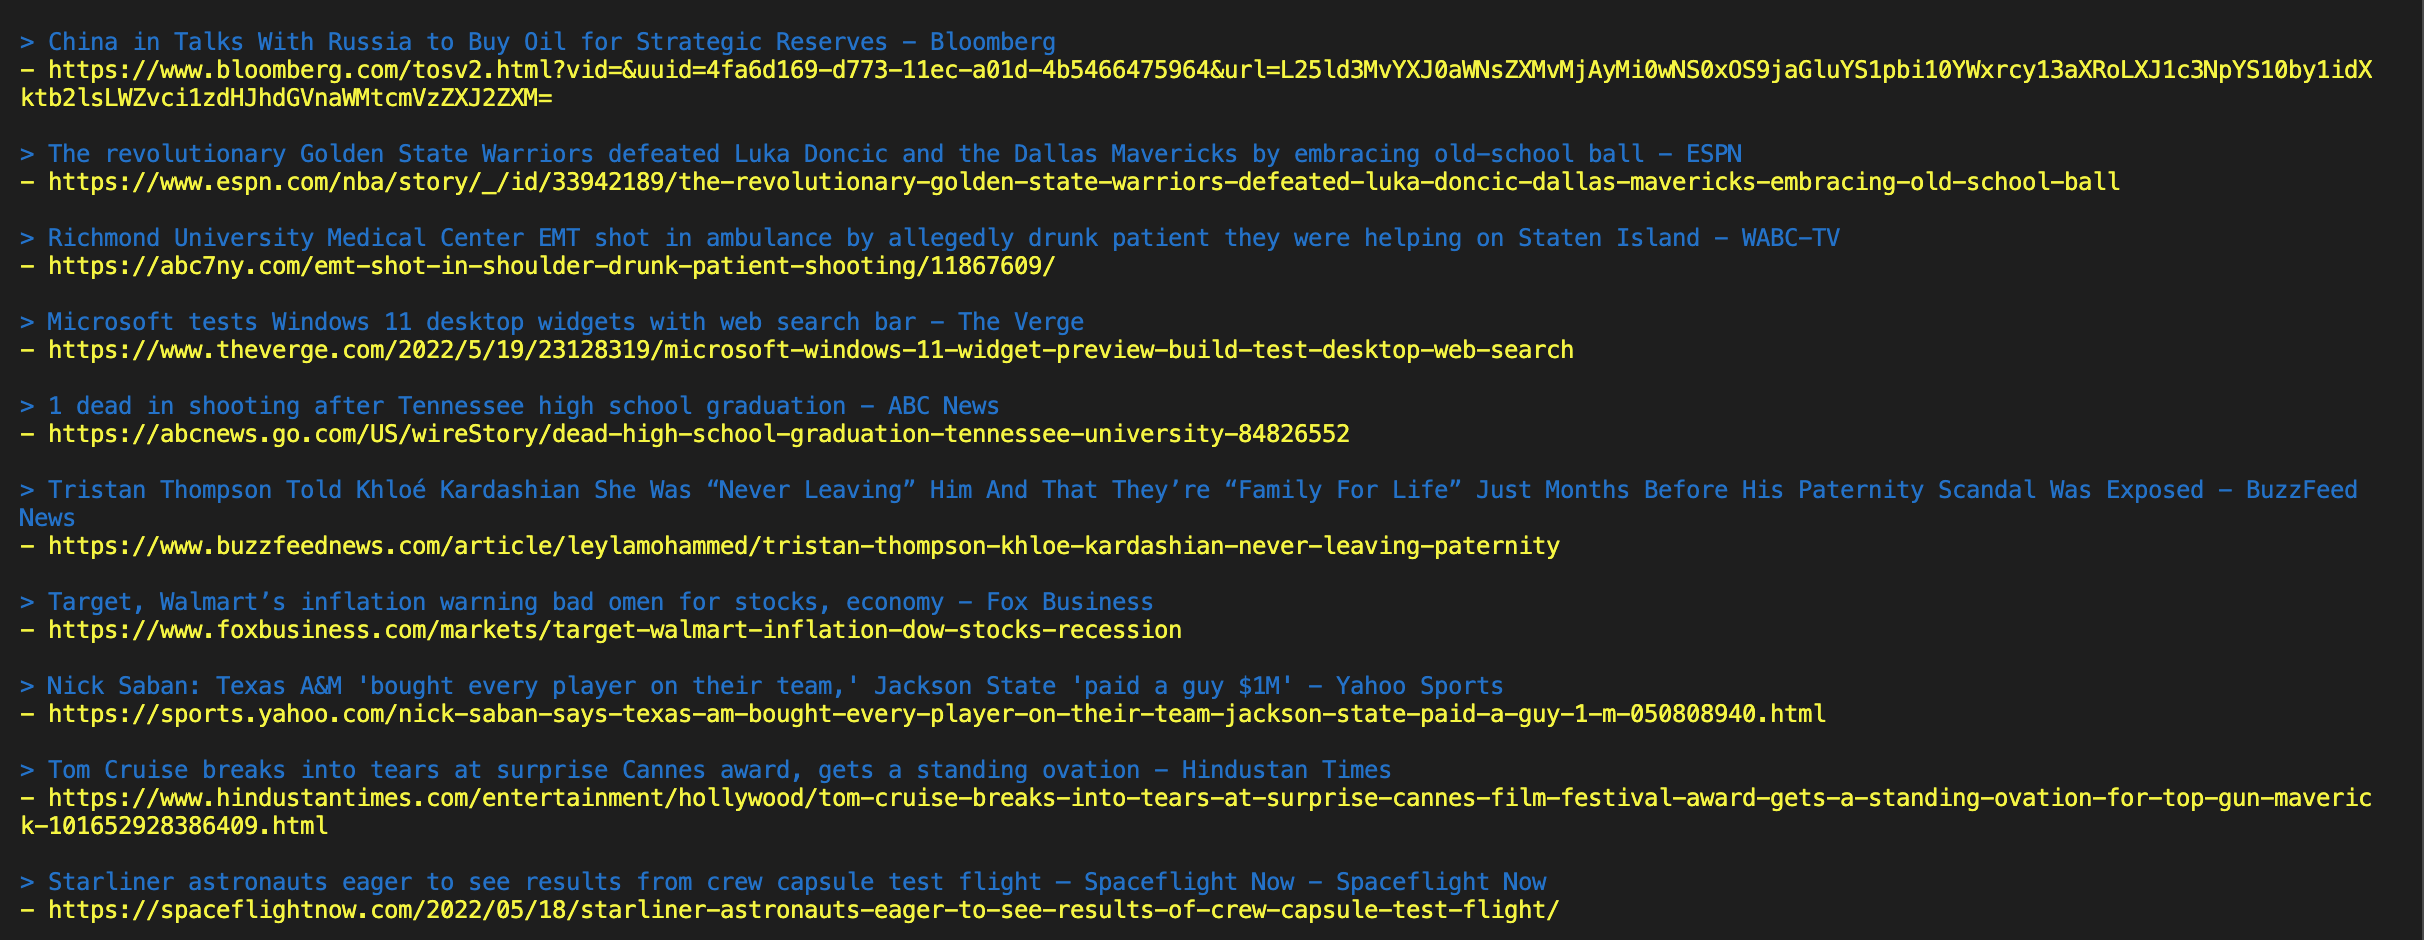 > China in Talks With Russia to Buy Oil for Strategic Reserves – Bloomberg
– https://www.bloomberg.com/tosv2.html?vid=&uuid=4fa6d169-d773-11ec-a01d-4b5466475964&url=L25ld3MvYXJ0aWNsZXMvMjAyMi0wNS0xOS9jaGluYS1pbi10YWxrcy13aXRoLXJ1c3NpYS10by1idX
ktb2lsLWZvci1zdHJhdGVnaWMtcmVzZXJ2ZXM=
> The revolutionary Golden State Warriors defeated Luka Doncic and the Dallas Mavericks by embracing old-school ball – ESPN
– https://www.espn.com/nba/story/_/id/33942189/the-revolutionary-golden-state-warriors-defeated-luka-doncic-dallas-mavericks-embracing-old-school-ball
> Richmond University Medical Center EMT shot in ambulance by allegedly drunk patient they were helping on Staten Island – WABC-TV
– https://abc7ny.com/emt-shot-in-shoulder-drunk-patient-shooting/11867609/
> Microsoft tests Windows 11 desktop widgets with web search bar – The Verge
– https://www.theverge.com/2022/5/19/23128319/microsoft-windows-11-widget-preview-build-test-desktop-web-search
> 1 dead in shooting after Tennessee high school graduation – ABC News
– https://abcnews.go.com/US/wireStory/dead-high-school-graduation-tennessee-university-84826552
> Tristan Thompson Told Khloé Kardashian She Was “Never Leaving” Him And That They’re “Family For Life” Just Months Before His Paternity Scandal Was Exposed – BuzzFeed
News
– https://www.buzzfeednews.com/article/leylamohammed/tristan-thompson-khloe-kardashian-never-leaving-paternity
> Target, Walmart’s inflation warning bad omen for stocks, economy – Fox Business
– https://www.foxbusiness.com/markets/target-walmart-inflation-dow-stocks-recession
> Nick Saban: Texas A&M 'bought every player on their team,' Jackson State 'paid a guy $1M' – Yahoo Sports
– https://sports.yahoo.com/nick-saban-says-texas-am-bought-every-player-on-their-team-jackson-state-paid-a-guy-1-m-050808940.html
> Tom Cruise breaks into tears at surprise Cannes award, gets a standing ovation – Hindustan Times
– https://www.hindustantimes.com/entertainment/hollywood/tom-cruise-breaks-into-tears-at-surprise-cannes-film-festival-award-gets-a-standing-ovation-for-top-gun-maveric
k-101652928386409.html
> Starliner astronauts eager to see results from crew capsule test flight – Spaceflight Now – Spaceflight Now
– https://spaceflightnow.com/2022/05/18/starliner-astronauts-eager-to-see-results-of-crew-capsule-test-flight/